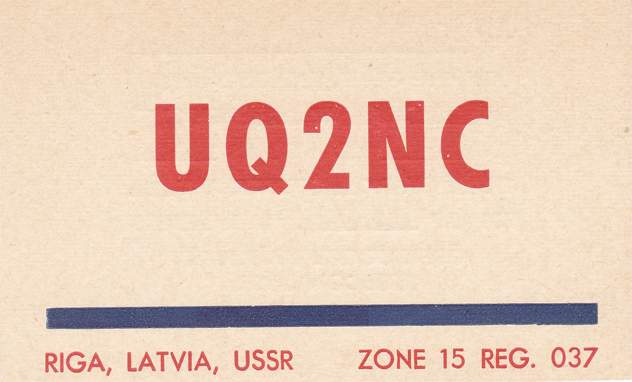 UQ2NC
RIGA, LATVIA, USSR ZONE 15 REG. 037